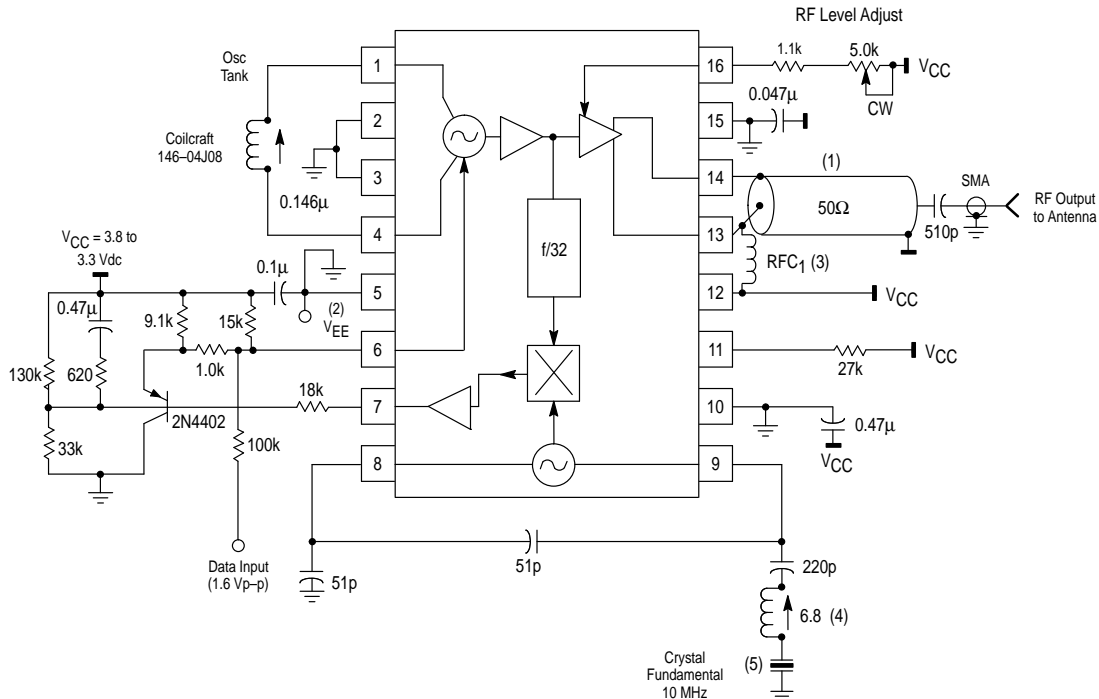 RF Level Adjust
Osc
Tank
1
16
1.1k
5.0k
VCC
CW
0.047µ
2
15
Coilcraft
146–04J08
3
14
(1)
SMA
0.146µ
50Ω
RF Output
to Antenna
4
13
510p
f/32
VCC = 3.8 to
3.3 Vdc
RFC1 (3)
0.1µ
5
12
VCC
0.47µ
(2)
VEE
9.1k
15k
6
11
VCC
1.0k
27k
130k
620
18k
7
10
2N4402
0.47µ
33k
100k
VCC
8
9
Data Input
(1.6 Vp–p)
51p
51p
220p
6.8 (4)
Crystal
Fundamental
10 MHz
(5)